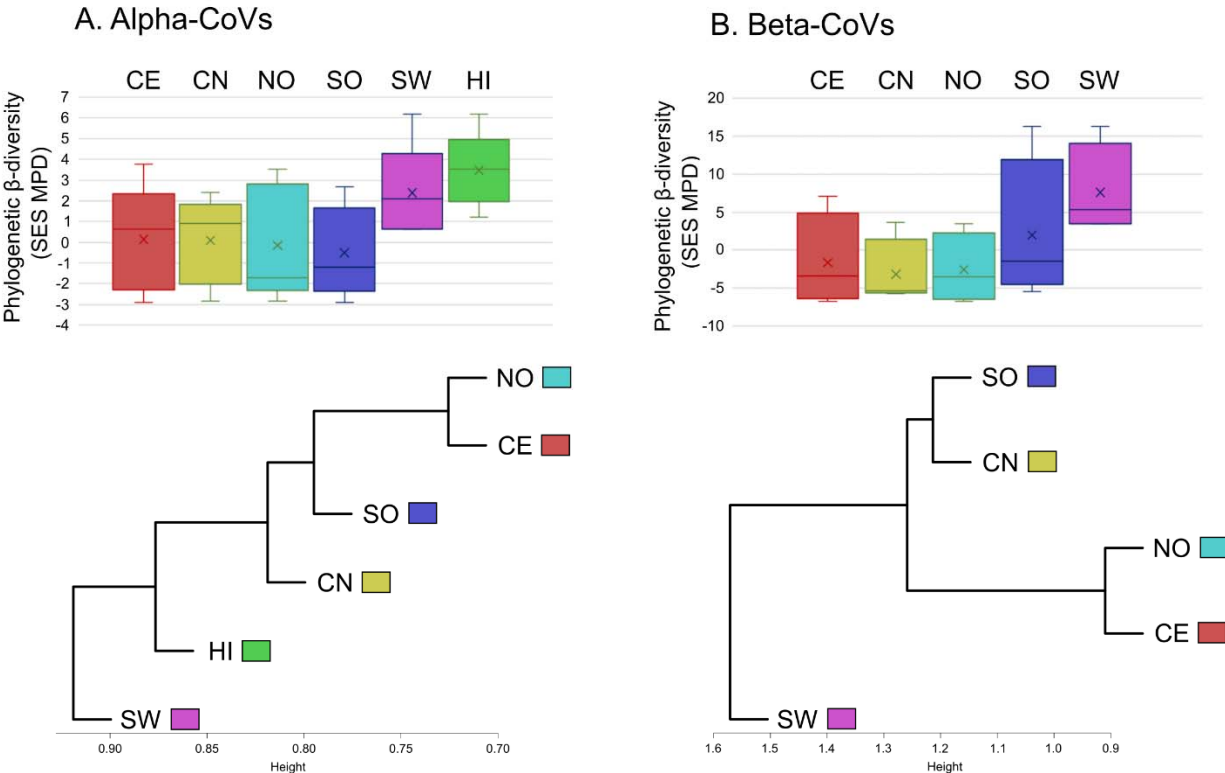 A. Alpha-CoVs
CE CN NO SO SW HI
Phylogenetic β-diversity
(SES MPD)
7
6
5
4
3
2
1
0
-1
-2
-3
-4
NO
CE
SO
CN
HI
SW
0.90 0.85 0.80 0.75 0.70
Height
B. Beta-CoVs
CE CN NO SO SW
Phylogenetic β-diversity
(SES MPD)
20
15
10
5
0
-5
-10
SO
CN
NO
CE
SW
1.6 1.5 1.4 1.3 1.2 1.1 1.0 0.9
Height